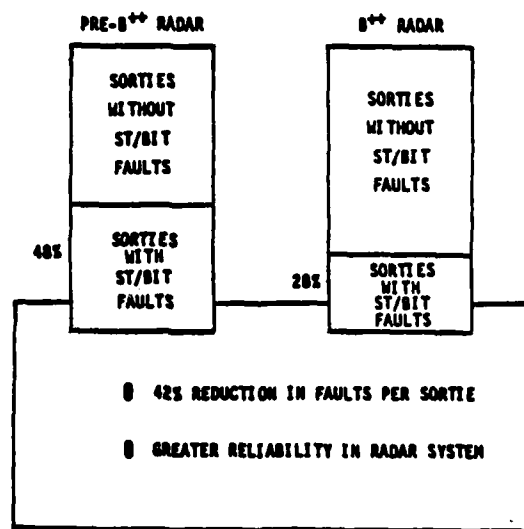 PRE-B++ RADAR
SORTIES
WITHOUT
ST/BIT
FAULTS
48%
SORTIES
WITH
ST/BIT
FAULTS
B++ RADAR
SORTIES
WITHOUT
ST/BIT
FAULTS
28%
SORTIES
WITH
ST/BIT
FAULTS
42% REDUCTION IN FAULTS PER SORTIE
GREATER RELIABILITY IN RADAR SYSTEM